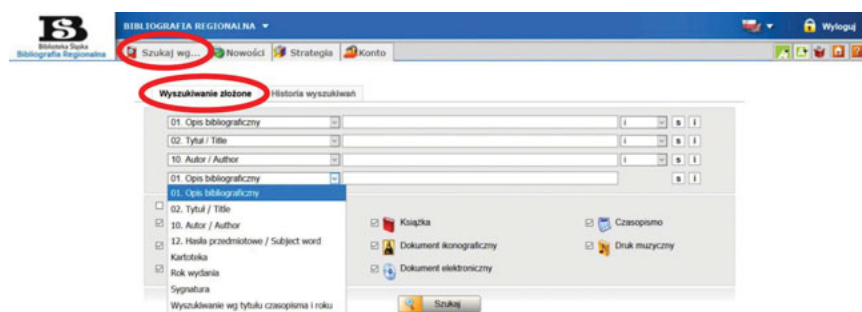 BIBLIOGRAFIA REGIONALNA
Wyloguj
BS
Biblioteka Śląska
Bibliografia Regionalna
Szukaj wg... Nowości Strategia Konto
Wyszukiwanie złożone Historia wyszukiwań
01. Opis bibliograficzny i s i
02. Tytuł / Title i s i
10. Autor / Author i s i
01. Opis bibliograficzny s i
01. Opis bibliograficzny
02. Tytuł / Title
10. Autor / Author Książka Czasopismo
12. Hasła przedmiotowe / Subject word Dokument ikonograficzny Druk muzyczny
Kartoteka
Rok wydania Dokument elektroniczny
Sygnatura
Wyszukiwanie wg tytułu czasopisma i roku Szukaj